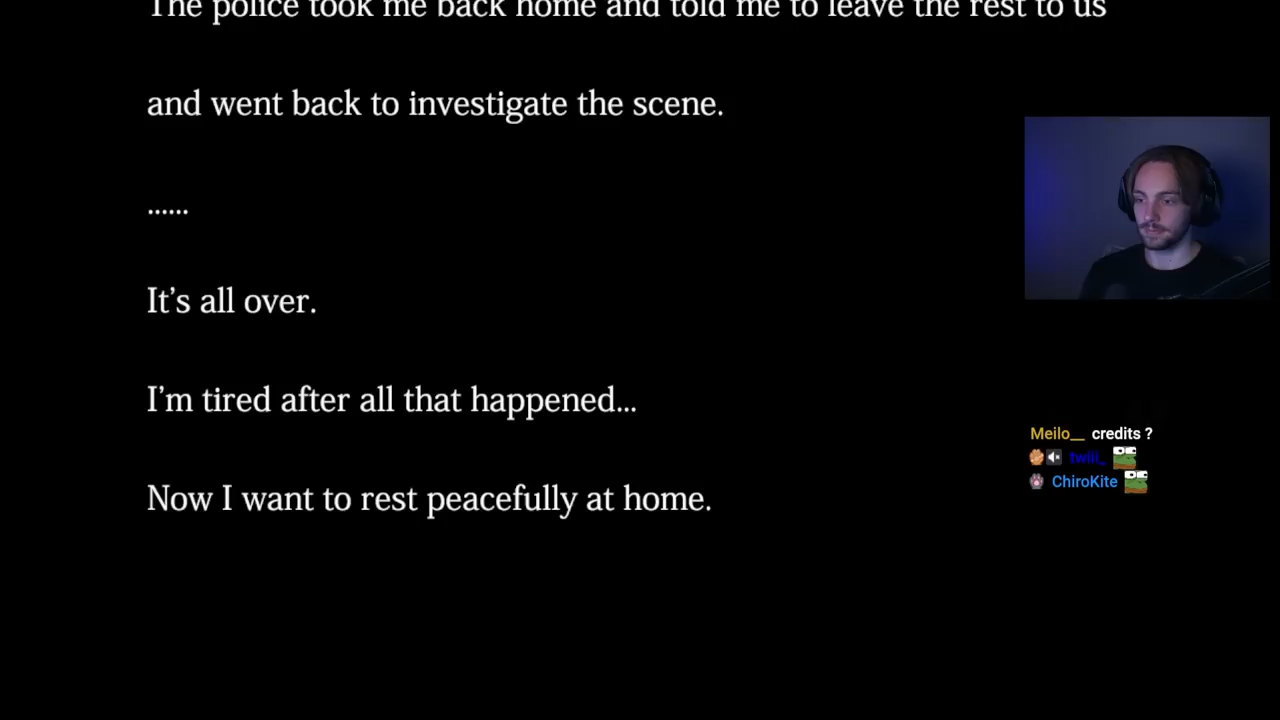 The police took me back home and told me to leave the rest to us
and went back to investigate the scene.
......
It's all over.
I'm tired after all that happened...
Now I want to rest peacefully at home.
Meilo__ credits ?
twili_
ChiroKite